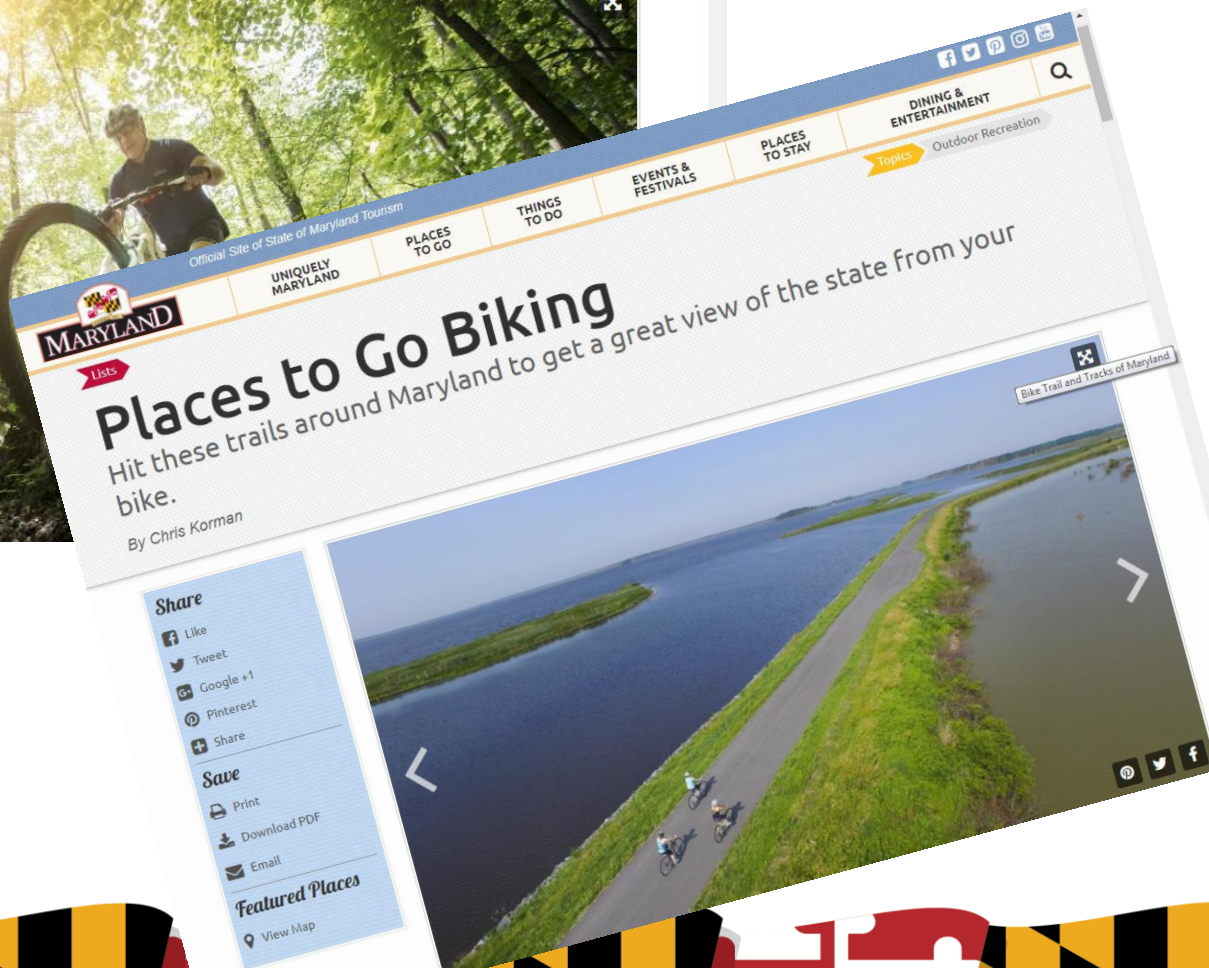 Official Site of State of Maryland Tourism
MARYLAND
UNIQUELY
MARYLAND
PLACES
TO GO
THINGS
TO DO
EVENTS &
FESTIVALS
PLACES
TO STAY
DINING &
ENTERTAINMENT
Topics
Outdoor Recreation
Lists
Places to Go Biking
Hit these trails around Maryland to get a great view of the state from your
bike.
By Chris Korman
Bike Trail and Tracks of Maryland
Share
Like
Tweet
Google +1
Pinterest
Share
Save
Print
Download PDF
Email
Featured Places
View Map